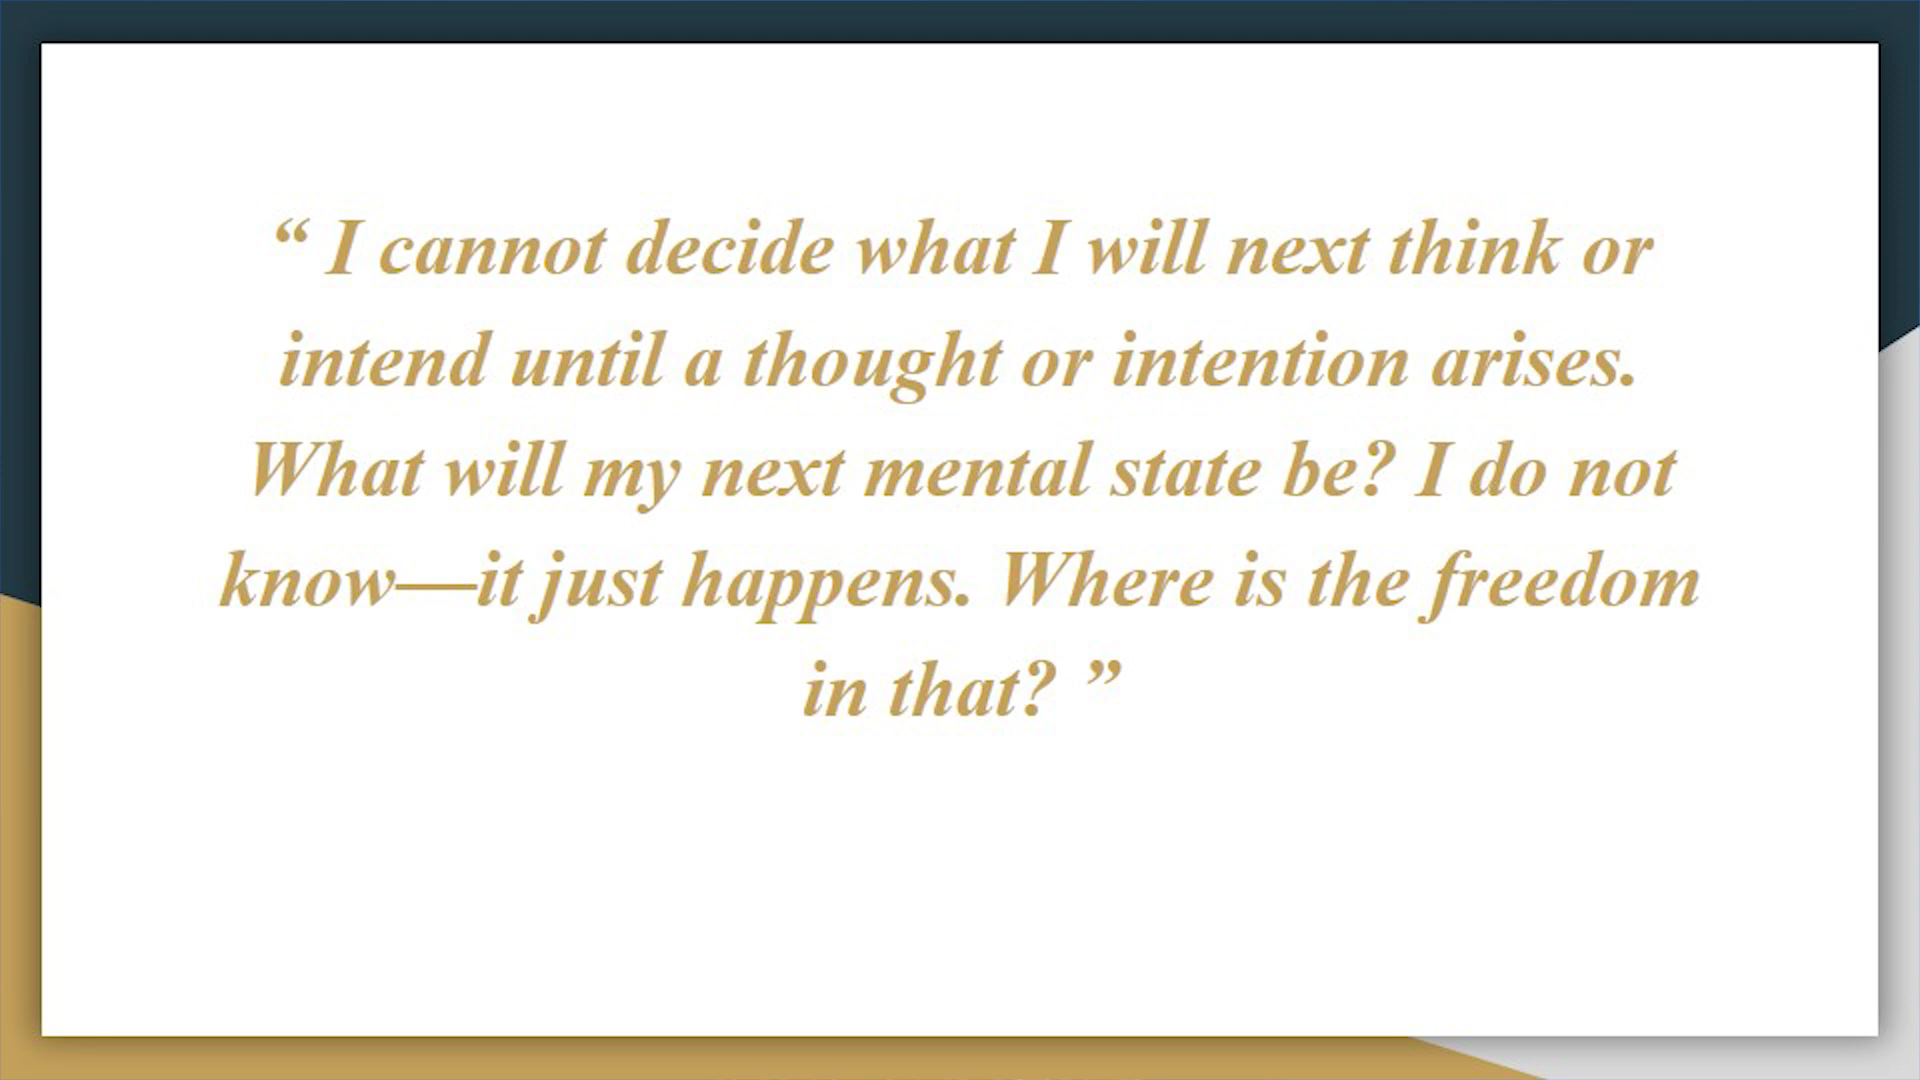 “ I cannot decide what I will next think or
intend until a thought or intention arises.
What will my next mental state be? I do not
know—it just happens. Where is the freedom
in that? ”